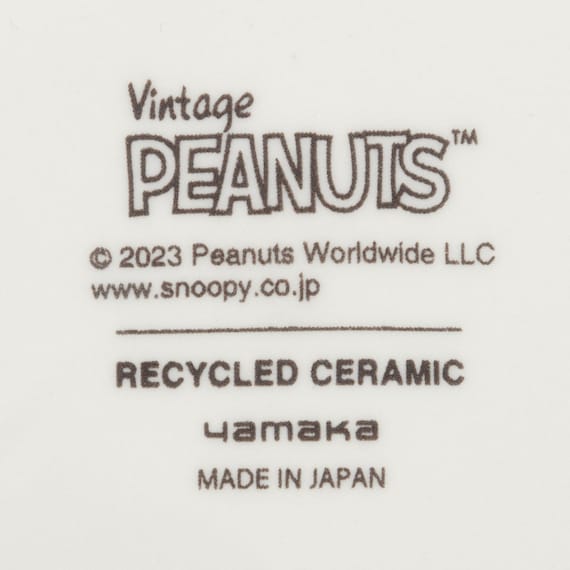 Vintage
PEANUTS™
© 2023 Peanuts Worldwide LLC
www.snoopy.co.jp
RECYCLED CERAMIC
yamaka
MADE IN JAPAN